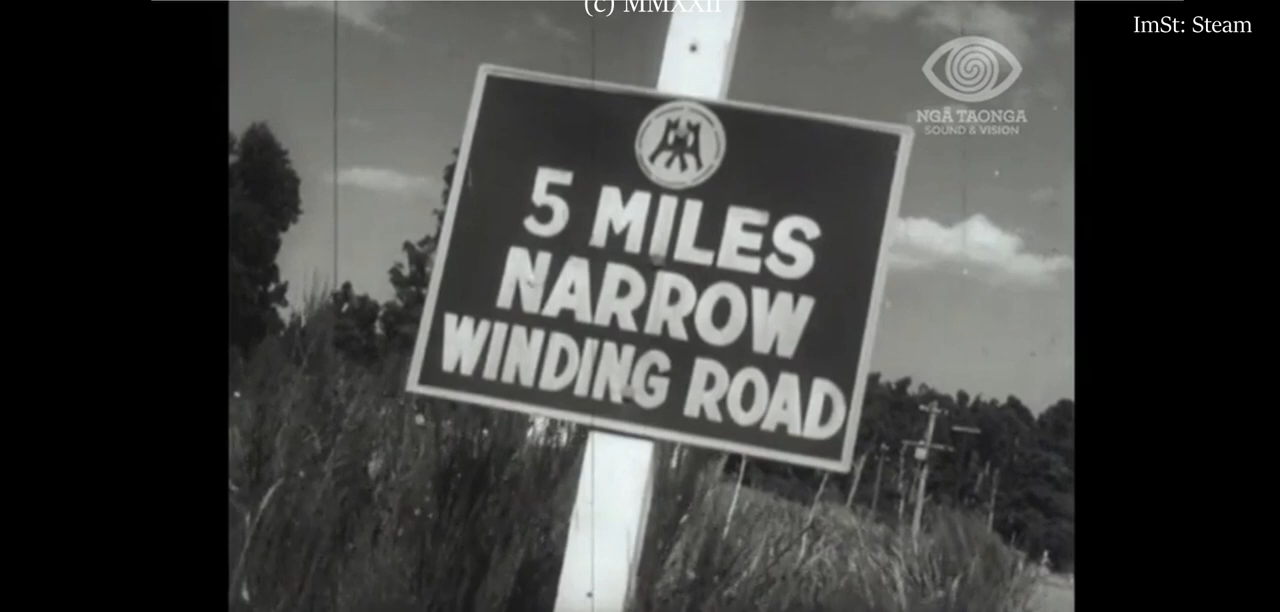 (c) MMXXII
ImSt: Steam
NGĀ TAONGA
SOUND & VISION
5 MILES
NARROW
WINDING ROAD